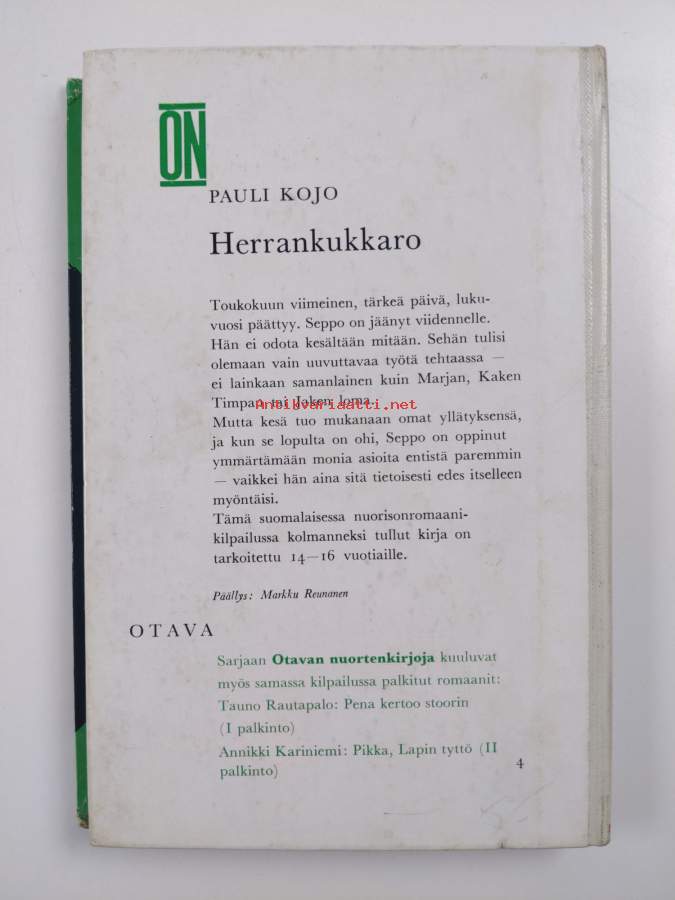 ON
PAULI KOJO
Herrankukkaro
Toukokuun viimeinen, tärkeä päivä, luku-
vuosi päättyy. Seppo on jäänyt viidennelle.
Hän ei odota kesältään mitään. Sehän tulisi
olemaan vain uuvuttavaa työtä tehtaassa —
ei lainkaan samanlainen kuin Marjan, Kaken
Timpan tai Jaken loma.
Antikvariaatti.net
Mutta kesä tuo mukanaan omat yllätyksensä,
ja kun se lopulta on ohi, Seppo on oppinut
ymmärtämään monia asioita entistä paremmin
— vaikkei hän aina sitä tietoisesti edes itselleen
myöntäisi.
Tämä suomalaisessa nuorisonromaani-
kilpailussa kolmanneksi tullut kirja on
tarkoitettu 14—16 vuotiaille.
Päällys: Markku Reunanen
OTAVA
Sarjaan Otavan nuortenkirjoja kuuluvat
myös samassa kilpailussa palkitut romaanit:
Tauno Rautapalo: Pena kertoo stoorin
(I palkinto)
Annikki Kariniemi: Pikka, Lapin tyttö (II
palkinto)
4